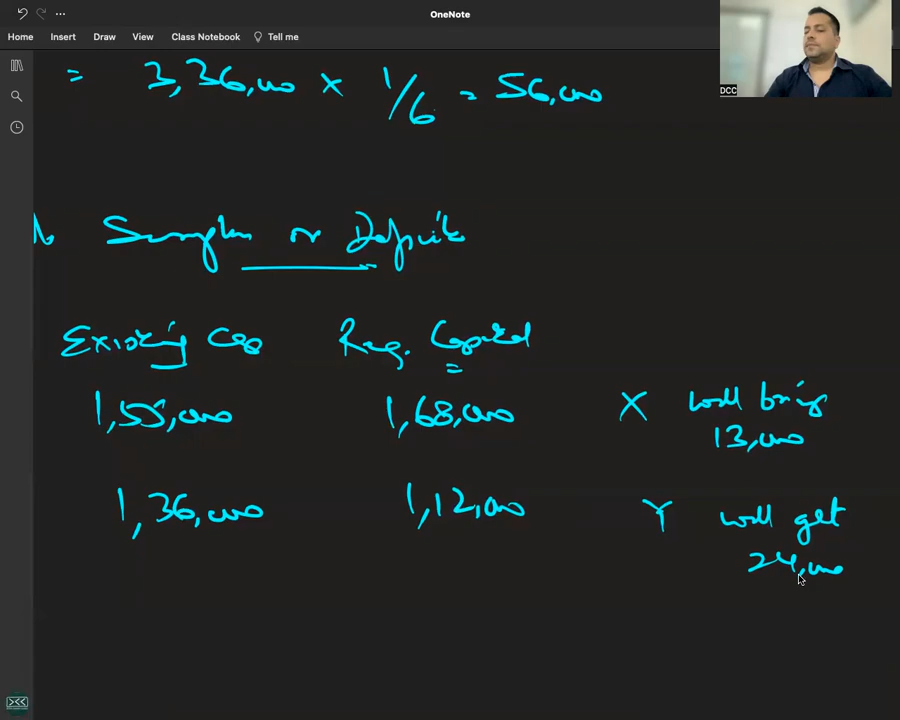 OneNote
Home Insert Draw View Class Notebook Tell me
DCC
= 3,36,000 × 1/6 = 56,000
Surplus or Deficit
Existing Cap Req. Capital
1,55,000 1,68,000 X will bring
13,000
1,36,000 1,12,000 Y will get
24,000